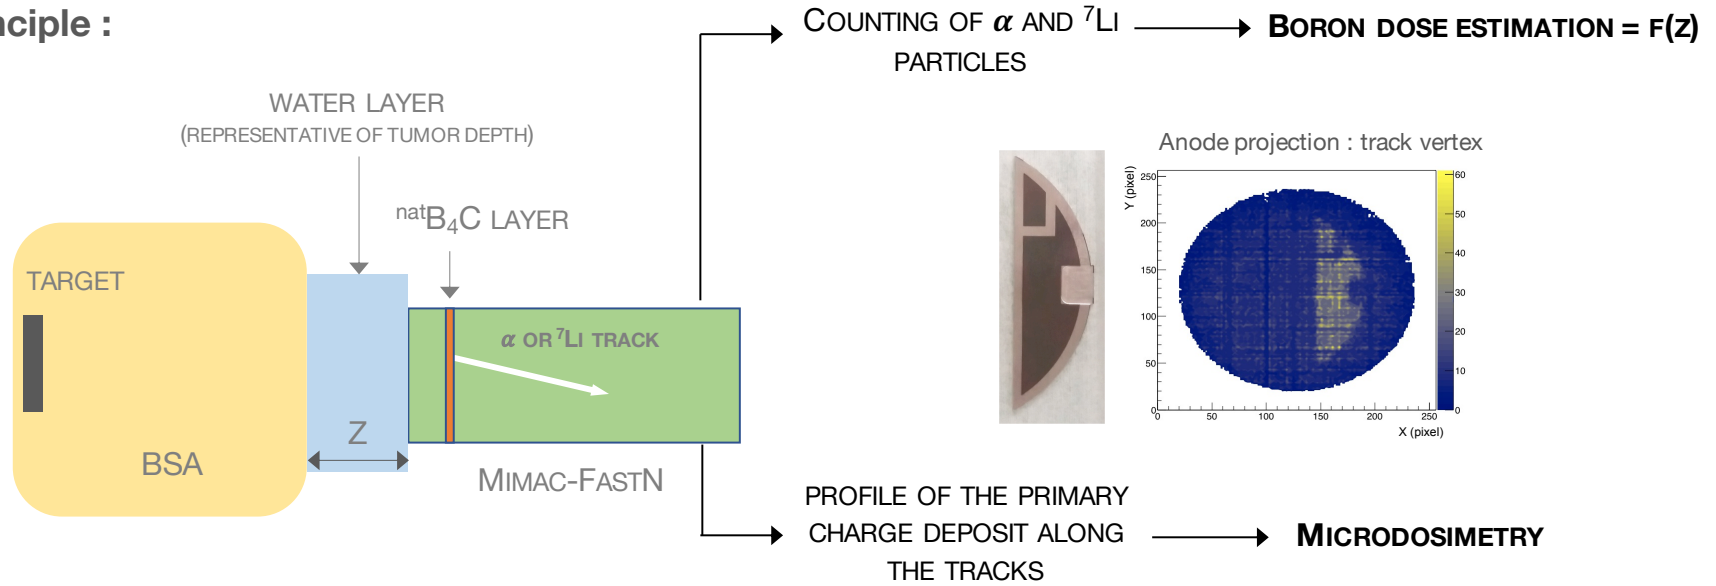 nciple :
COUNTING OF α AND ⁷LI
PARTICLES
BORON DOSE ESTIMATION = F(Z)
WATER LAYER
(REPRESENTATIVE OF TUMOR DEPTH)
natB₄C LAYER
TARGET
α OR ⁷LI TRACK
Z
BSA
MIMAC-FASTN
Anode projection : track vertex
Y (pixel)
250
200
150
100
50
0
0 50 100 150 200 250
X (pixel)
60
50
40
30
20
10
0
PROFILE OF THE PRIMARY
CHARGE DEPOSIT ALONG
THE TRACKS
MICRODOSIMETRY